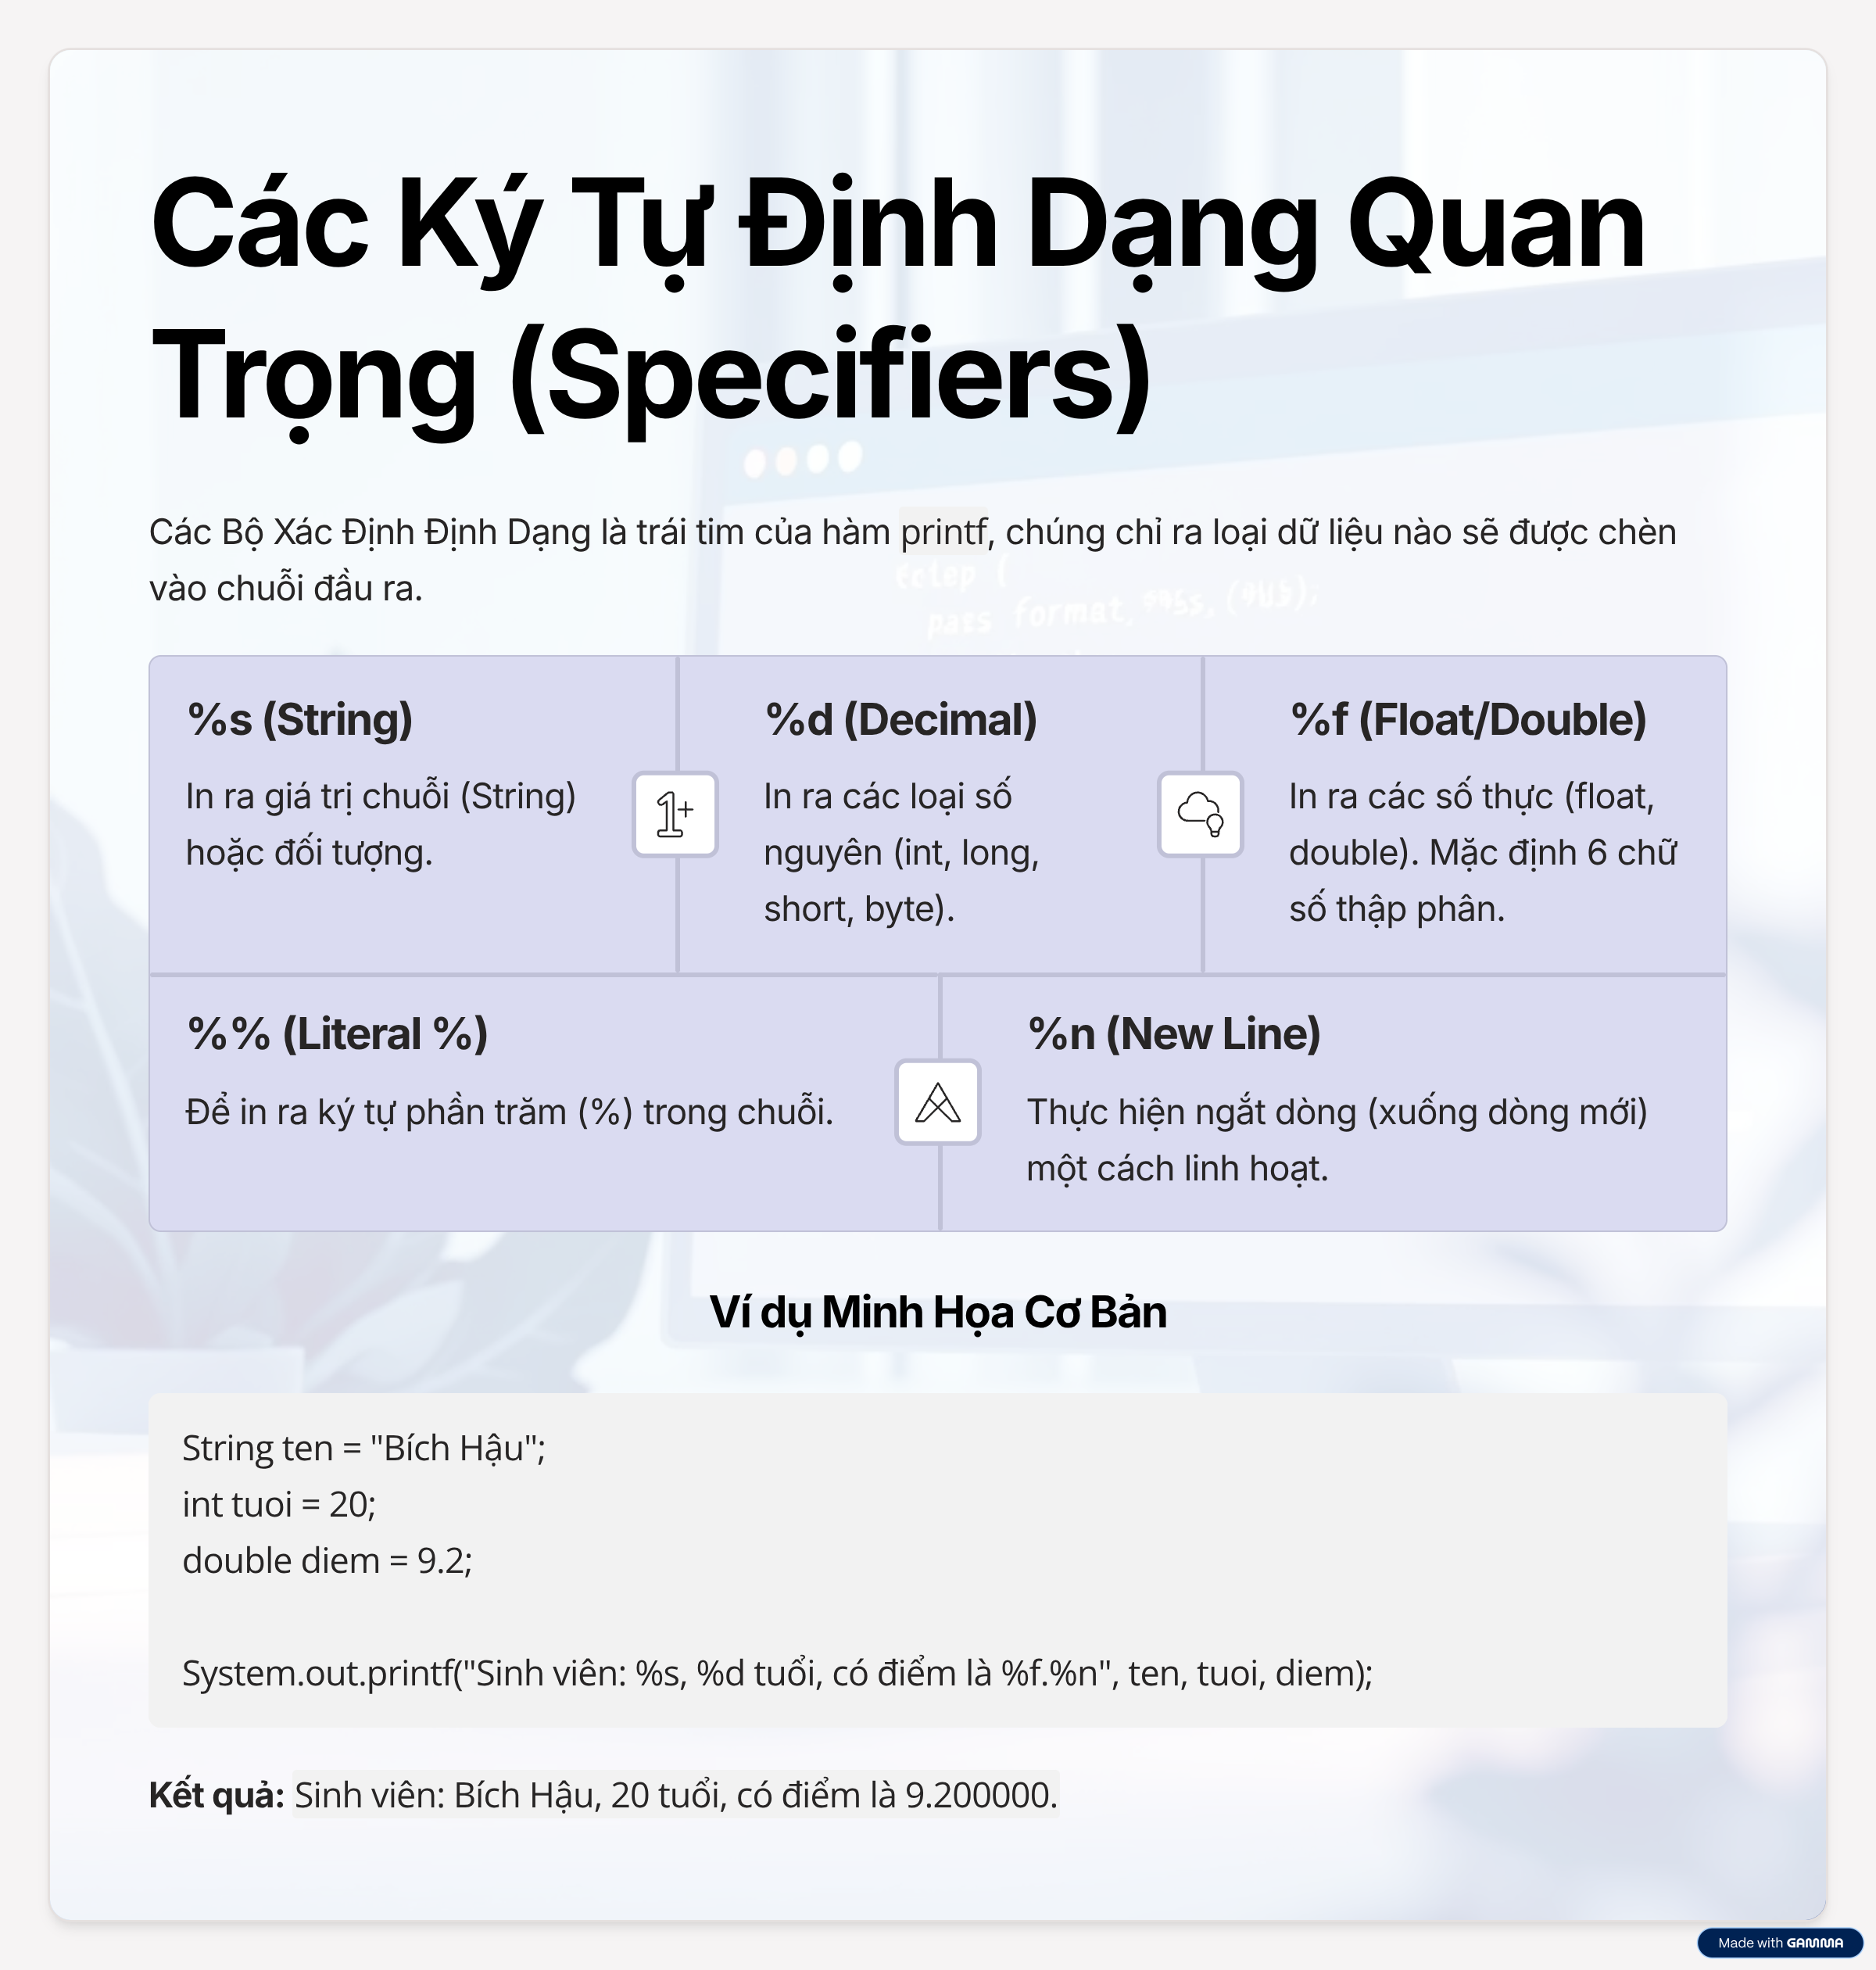 Các Ký Tự Định Dạng Quan
Trọng (Specifiers)
Các Bộ Xác Định Định Dạng là trái tim của hàm printf, chúng chỉ ra loại dữ liệu nào sẽ được chèn
vào chuỗi đầu ra.
pass format,
%s (String)
In ra giá trị chuỗi (String)
hoặc đối tượng.
%d (Decimal)
In ra các loại số
nguyên (int, long,
short, byte).
%f (Float/Double)
In ra các số thực (float,
double). Mặc định 6 chữ
số thập phân.
%% (Literal %)
Để in ra ký tự phần trăm (%) trong chuỗi.
%n (New Line)
Thực hiện ngắt dòng (xuống dòng mới)
một cách linh hoạt.
Ví dụ Minh Họa Cơ Bản
String ten = "Bích Hậu";
int tuoi = 20;
double diem = 9.2;
System.out.printf("Sinh viên: %s, %d tuổi, có điểm là %f.%n", ten, tuoi, diem);
Kết quả: Sinh viên: Bích Hậu, 20 tuổi, có điểm là 9.200000.
Made with GAMMA